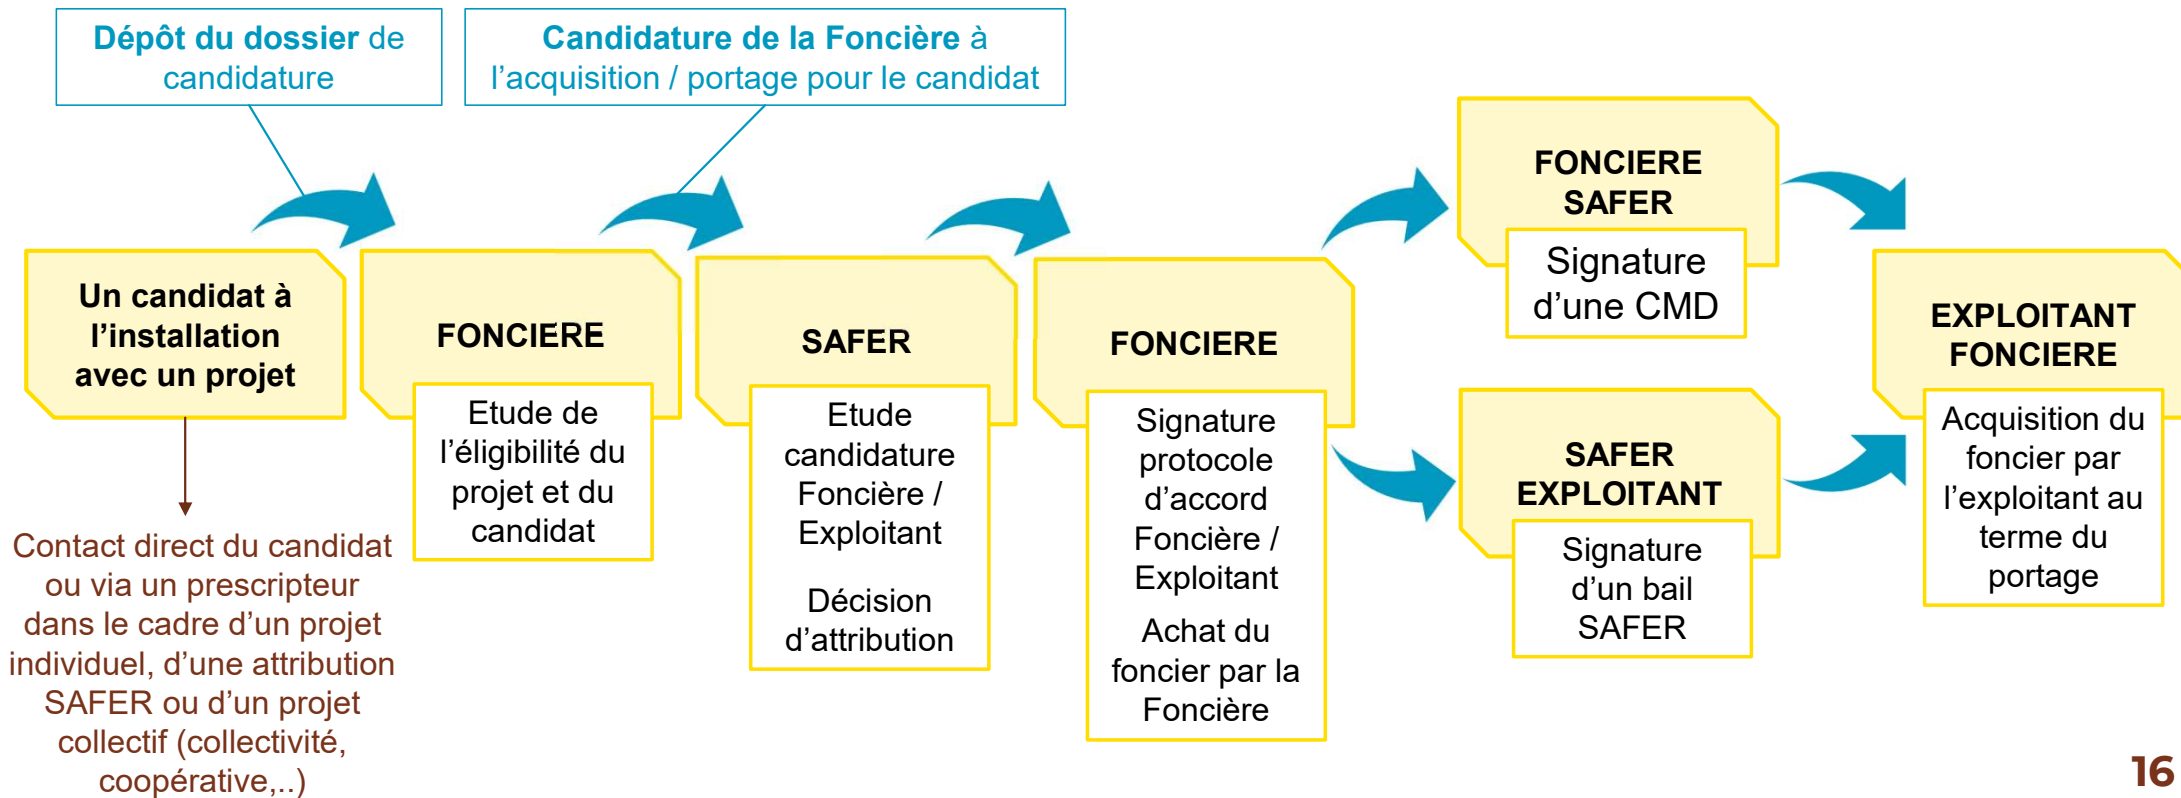 Dépôt du dossier de
candidature
Candidature de la Foncière à
l'acquisition / portage pour le candidat
Un candidat à
l'installation
avec un projet
Contact direct du candidat
ou via un prescripteur
dans le cadre d'un projet
individuel, d'une attribution
SAFER ou d'un projet
collectif (collectivité,
coopérative,..)
FONCIERE
Etude de
l'éligibilité du
projet et du
candidat
SAFER
Etude
candidature
Foncière /
Exploitant
Décision
d'attribution
FONCIERE
Signature
protocole
d'accord
Foncière /
Exploitant
Achat du
foncier par la
Foncière
FONCIERE
SAFER
Signature
d'une CMD
SAFER
EXPLOITANT
Signature
d'un bail
SAFER
EXPLOITANT
FONCIERE
Acquisition du
foncier par
l'exploitant au
terme du
portage
16